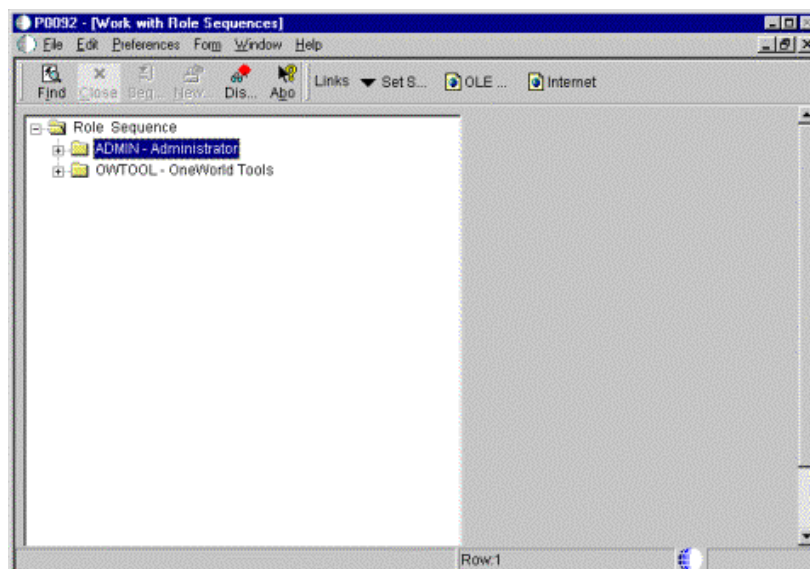 P0092 - [Work with Role Sequences]
File Edit Preferences Form Window Help
Find Close Seq... New... Dis... Abo Links Set S... OLE ... Internet
Role Sequence
ADMIN - Administrator
OWTOOL - OneWorld Tools
Row:1